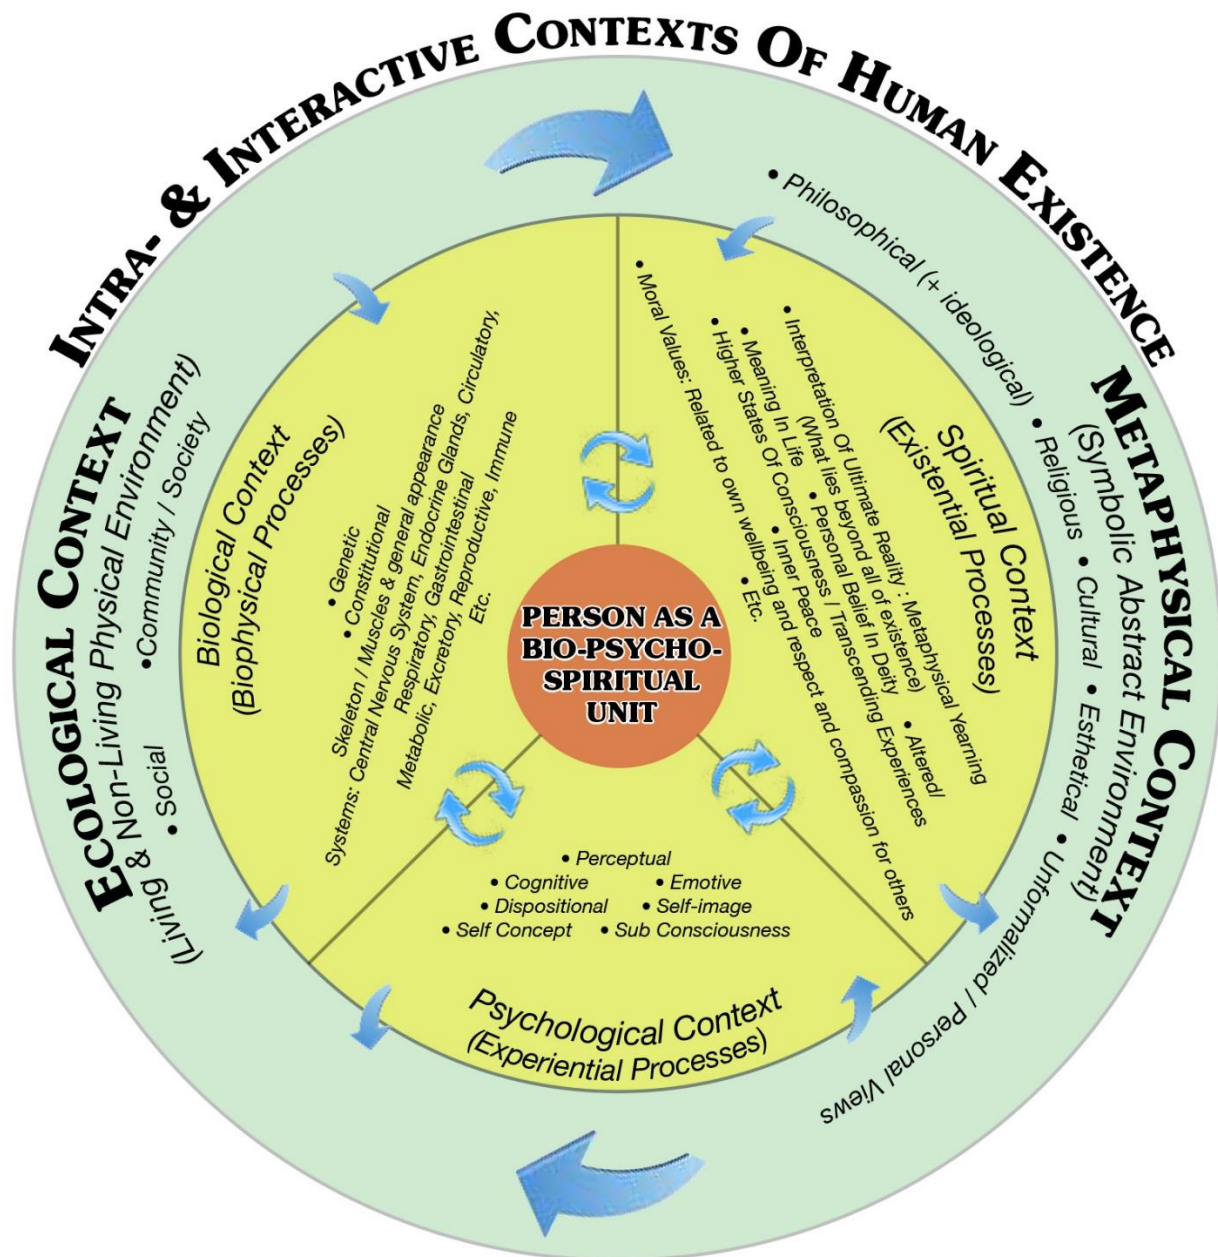 INTRA- & INTERACTIVE CONTEXTS OF HUMAN EXISTENCE
ECOLOGICAL CONTEXT
(Living & Non-Living Physical Environment)
• Social
•Community / Society
Biological Context
(Biophysical Processes)
• Genetic
• Constitutional
Skeleton / Muscles & general appearance
Systems: Central Nervous System, Endocrine Glands, Circulatory,
Respiratory, Gastrointestinal
Metabolic, Excretory, Reproductive, Immune
Etc.
PERSON AS A
BIO-PSYCHO-
SPIRITUAL
UNIT
METAPHYSICAL CONTEXT
(Symbolic Abstract Environment)
• Philosophical (+ ideological) • Religious • Cultural • Esthetical • Unformalized / Personal Views
Spiritual Context
(Existential Processes)
• Interpretation Of Ultimate Reality : Metaphysical Yearning
(What lies beyond all of existence)
• Meaning In Life • Personal Belief In Deity • Altered/
• Higher States Of Consciousness / Transcending Experiences
• Inner Peace
• Moral Values: Related to own wellbeing and respect and compassion for others
• Etc.
• Perceptual
• Cognitive • Emotive
• Dispositional • Self-image
• Self Concept • Sub Consciousness
Psychological Context
(Experiential Processes)